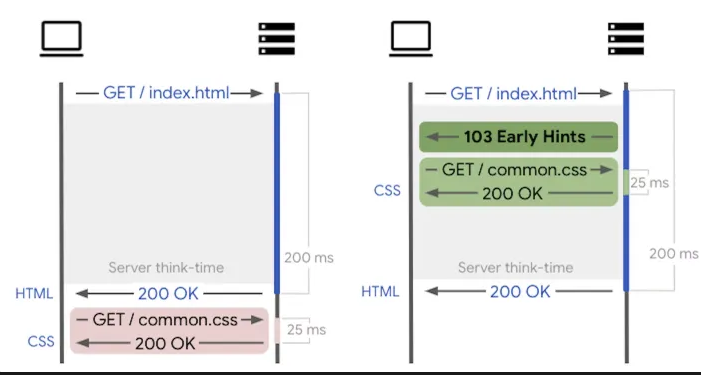 GET / index.html
200 ms
Server think-time
HTML
200 OK
GET / common.css
25 ms
CSS
200 OK
GET / index.html
103 Early Hints
GET / common.css
CSS
25 ms
200 OK
200 ms
Server think-time
HTML
200 OK